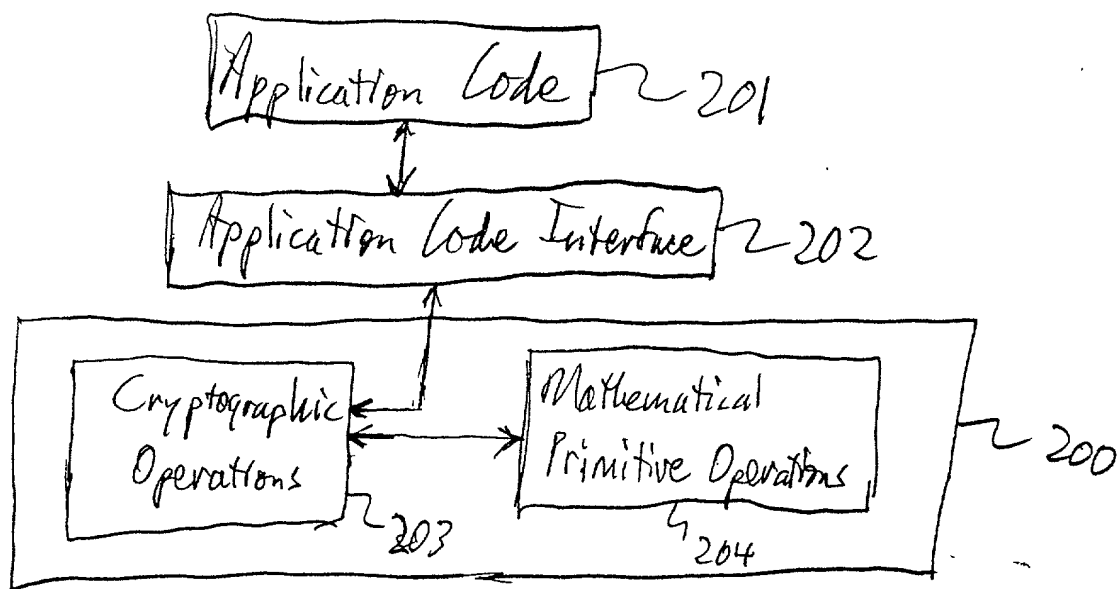 Application Code
201
Application Code Interface
202
Cryptographic
Operations
203
Mathematical
Primitive Operations
204
200